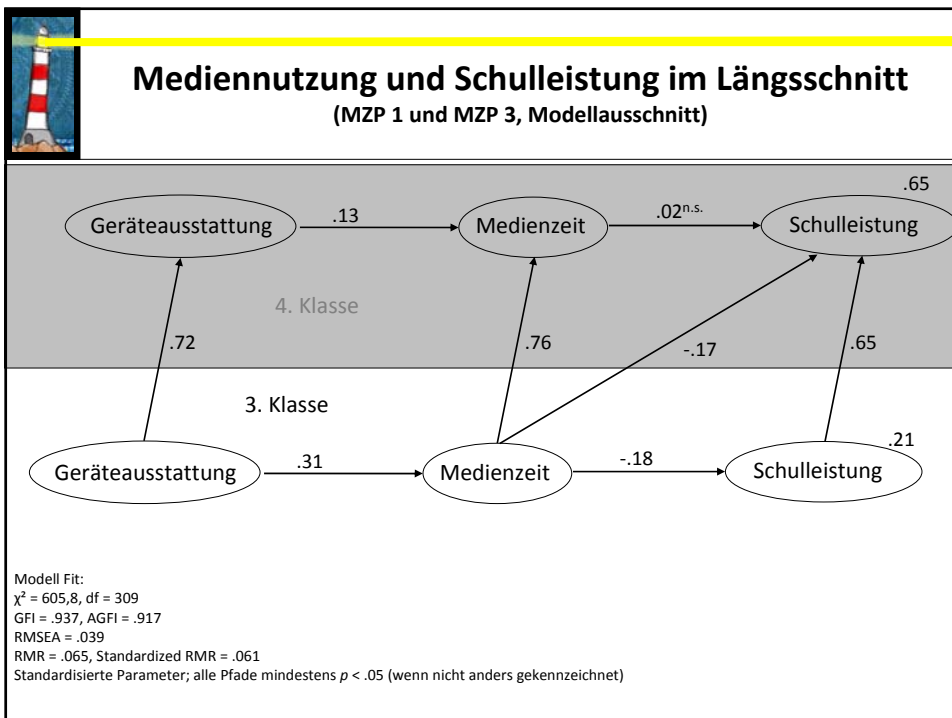 Mediennutzung und Schulleistung im Längsschnitt
(MZP 1 und MZP 3, Modellausschnitt)
.65
Geräteausstattung
.13
Medienzeit
.02n.s.
Schulleistung
4. Klasse
.72
.76
-.17
.65
3. Klasse
.21
Geräteausstattung
.31
Medienzeit
-.18
Schulleistung
Modell Fit:
χ² = 605,8, df = 309
GFI = .937, AGFI = .917
RMSEA = .039
RMR = .065, Standardized RMR = .061
Standardisierte Parameter; alle Pfade mindestens p < .05 (wenn nicht anders gekennzeichnet)